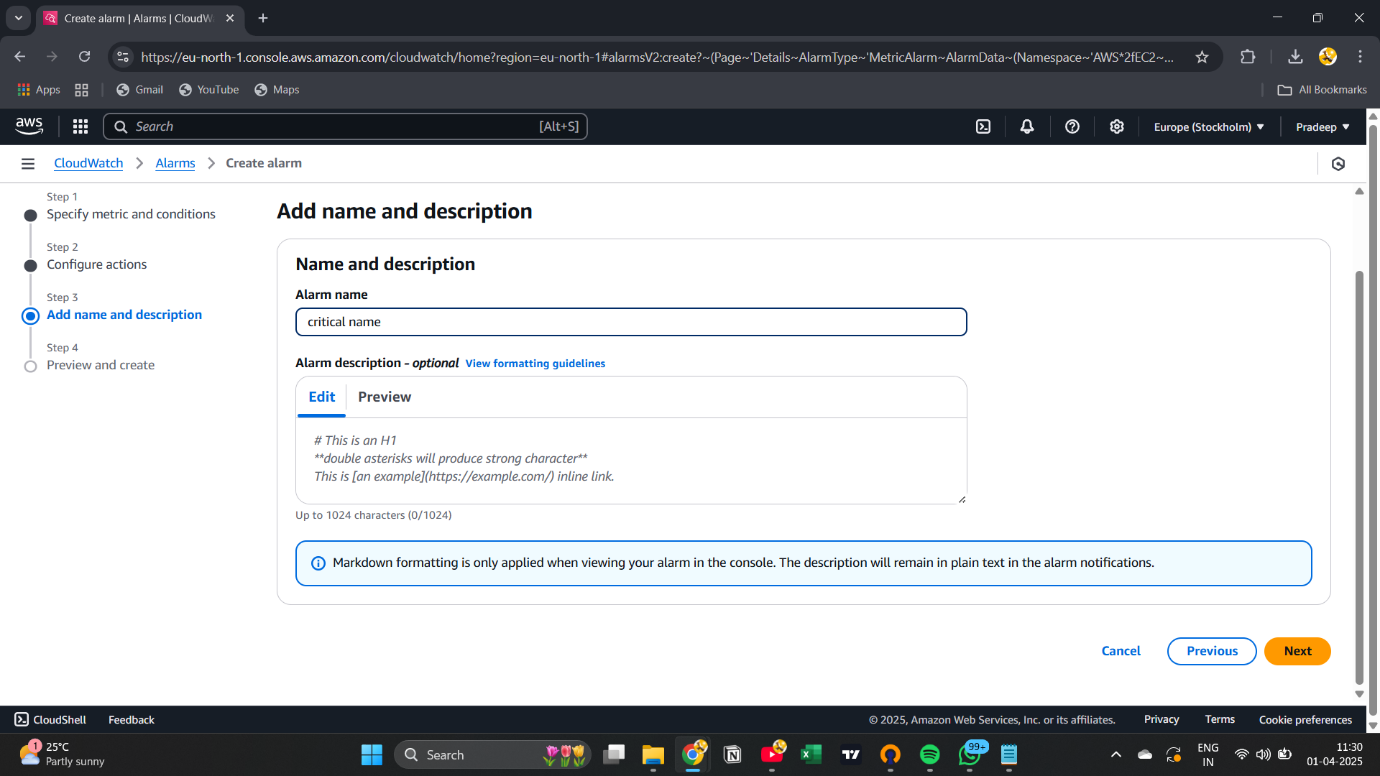 Create alarm | Alarms | CloudW
https://eu-north-1.console.aws.amazon.com/cloudwatch/home?region=eu-north-1#alarmsV2:create?~(Page~'Details~AlarmType~'MetricAlarm~AlarmData~(Namespace~'AWS*2fEC2~...
Apps
Gmail
YouTube
Maps
All Bookmarks
aws
Search
[Alt+S]
Europe (Stockholm)
Pradeep
CloudWatch
Alarms
Create alarm
Step 1
Specify metric and conditions
Step 2
Configure actions
Step 3
Add name and description
Step 4
Preview and create
Add name and description
Name and description
Alarm name
critical name
Alarm description - optional View formatting guidelines
Edit
Preview
# This is an H1
**double asterisks will produce strong character**
This is [an example](https://example.com/) inline link.
Up to 1024 characters (0/1024)
Markdown formatting is only applied when viewing your alarm in the console. The description will remain in plain text in the alarm notifications.
Cancel
Previous
Next
CloudShell
Feedback
© 2025, Amazon Web Services, Inc. or its affiliates.
Privacy
Terms
Cookie preferences
1
25°C
Partly sunny
Search
99+
ENG
IN
11:30
01-04-2025